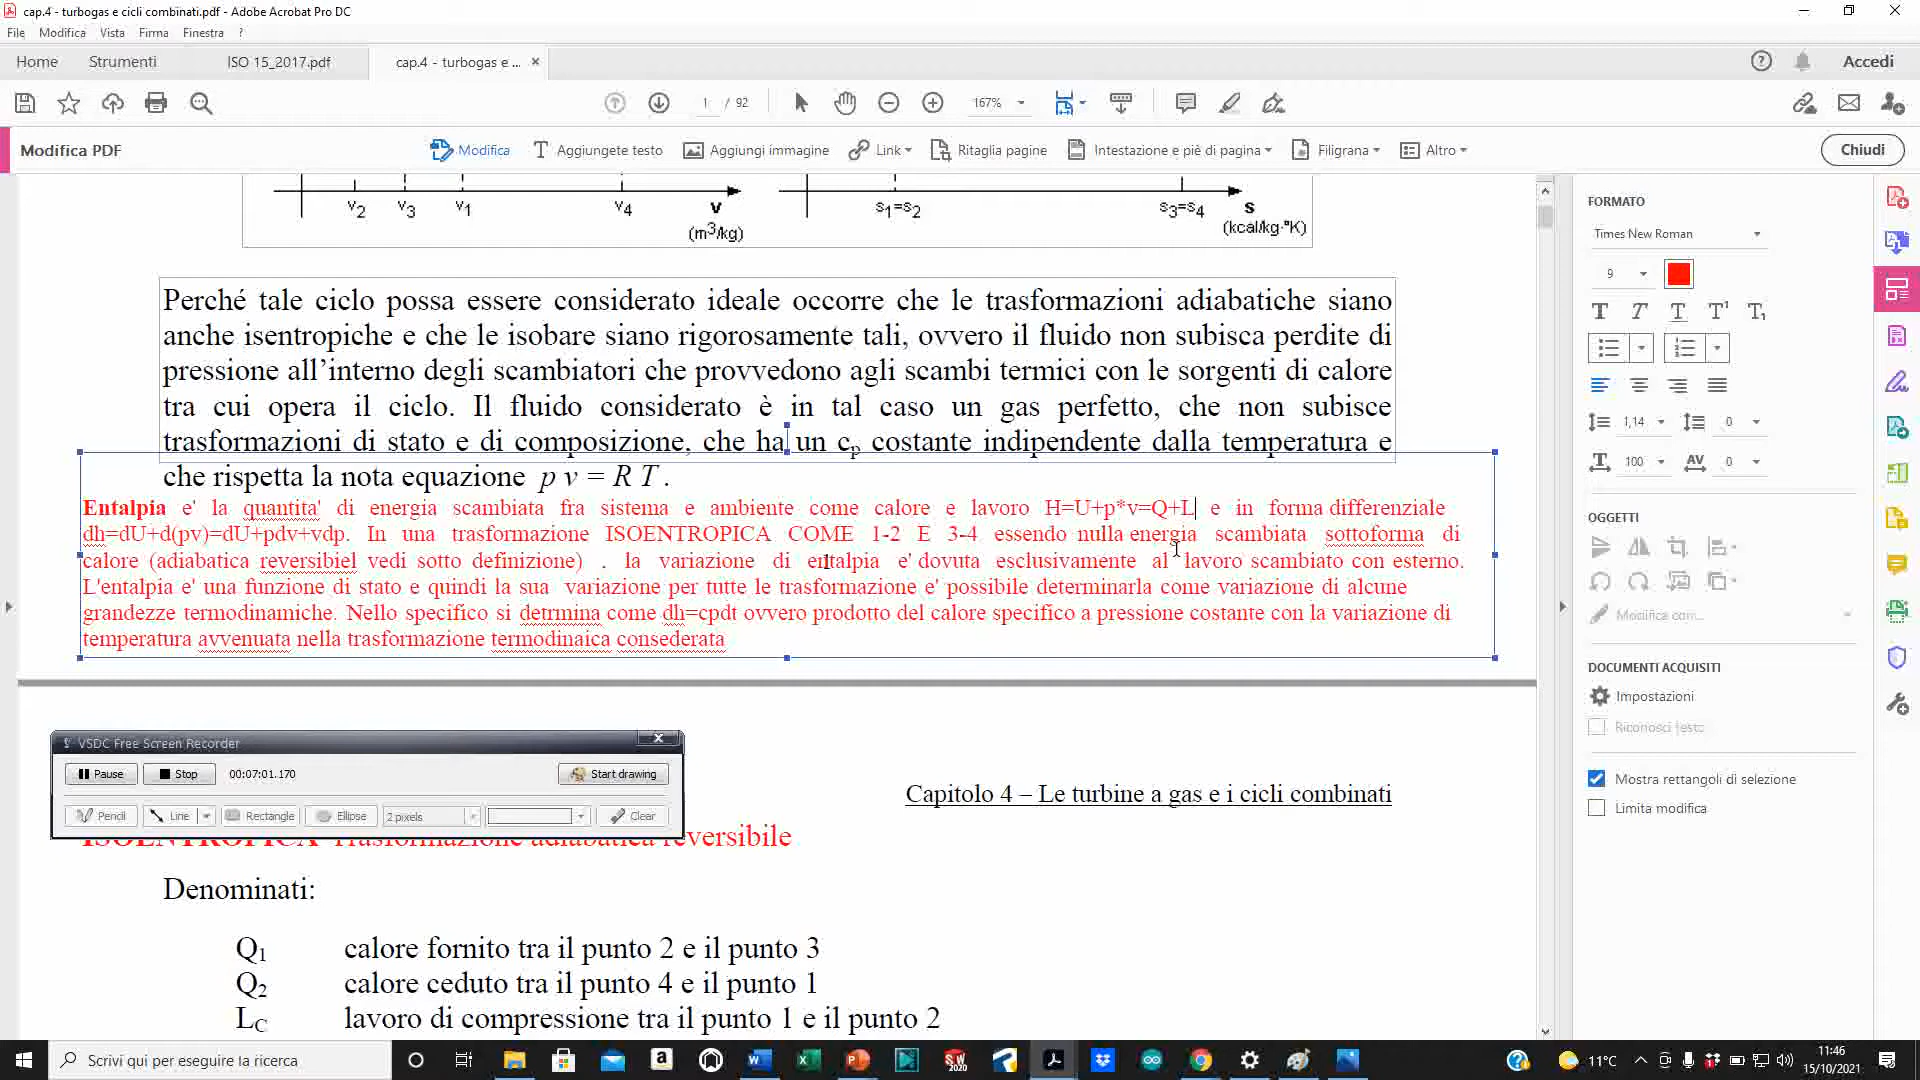 cap.4 - turbogas e cicli combinati.pdf - Adobe Acrobat Pro DC
File Modifica Vista Firma Finestra ?
Home Strumenti ISO 15_2017.pdf cap.4 - turbogas e ... × Accedi
1 / 92 167%
Modifica PDF Modifica Aggiungete testo Aggiungi immagine Link Ritaglia pagine Intestazione e piè di pagina Filigrana Altro Chiudi
v2 v3 v1 v4 v (m3/kg) s1=s2 s3=s4 s (kcal/kg·°K)
Perché tale ciclo possa essere considerato ideale occorre che le trasformazioni adiabatiche siano
anche isentropiche e che le isobare siano rigorosamente tali, ovvero il fluido non subisca perdite di
pressione all’interno degli scambiatori che provvedono agli scambi termici con le sorgenti di calore
tra cui opera il ciclo. Il fluido considerato è in tal caso un gas perfetto, che non subisce
trasformazioni di stato e di composizione, che ha un cp costante indipendente dalla temperatura e
che rispetta la nota equazione p v = R T .
Entalpia e' la quantita' di energia scambiata fra sistema e ambiente come calore e lavoro H=U+p*v=Q+L e in forma differenziale
dh=dU+d(pv)=dU+pdv+vdp. In una trasformazione ISOENTROPICA COME 1-2 E 3-4 essendo nulla energia scambiata sottoforma di
calore (adiabatica reversibiel vedi sotto definizione) . la variazione di entalpia e' dovuta esclusivamente al lavoro scambiato con esterno.
L'entalpia e' una funzione di stato e quindi la sua variazione per tutte le trasformazione e' possibile determinarla come variazione di alcune
grandezze termodinamiche. Nello specifico si detrmina come dh=cpdt ovvero prodotto del calore specifico a pressione costante con la variazione di
temperatura avvenuata nella trasformazione termodinaica consederata
VSDC Free Screen Recorder
Pause Stop 00:07:01.170 Start drawing
Pencil Line Rectangle Ellipse 2 pixels Clear
Capitolo 4 – Le turbine a gas e i cicli combinati
ISOENTROPICA Trasformazione adiabatica reversibile
Denominati:
Q1 calore fornito tra il punto 2 e il punto 3
Q2 calore ceduto tra il punto 4 e il punto 1
LC lavoro di compressione tra il punto 1 e il punto 2
FORMATO
Times New Roman
9
1,14 0
100 AV 0
OGGETTI
Modifica con...
DOCUMENTI ACQUISITI
Impostazioni
Riconosci testo
Mostra rettangoli di selezione
Limita modifica
Scrivi qui per eseguire la ricerca
11°C
11:46
15/10/2021